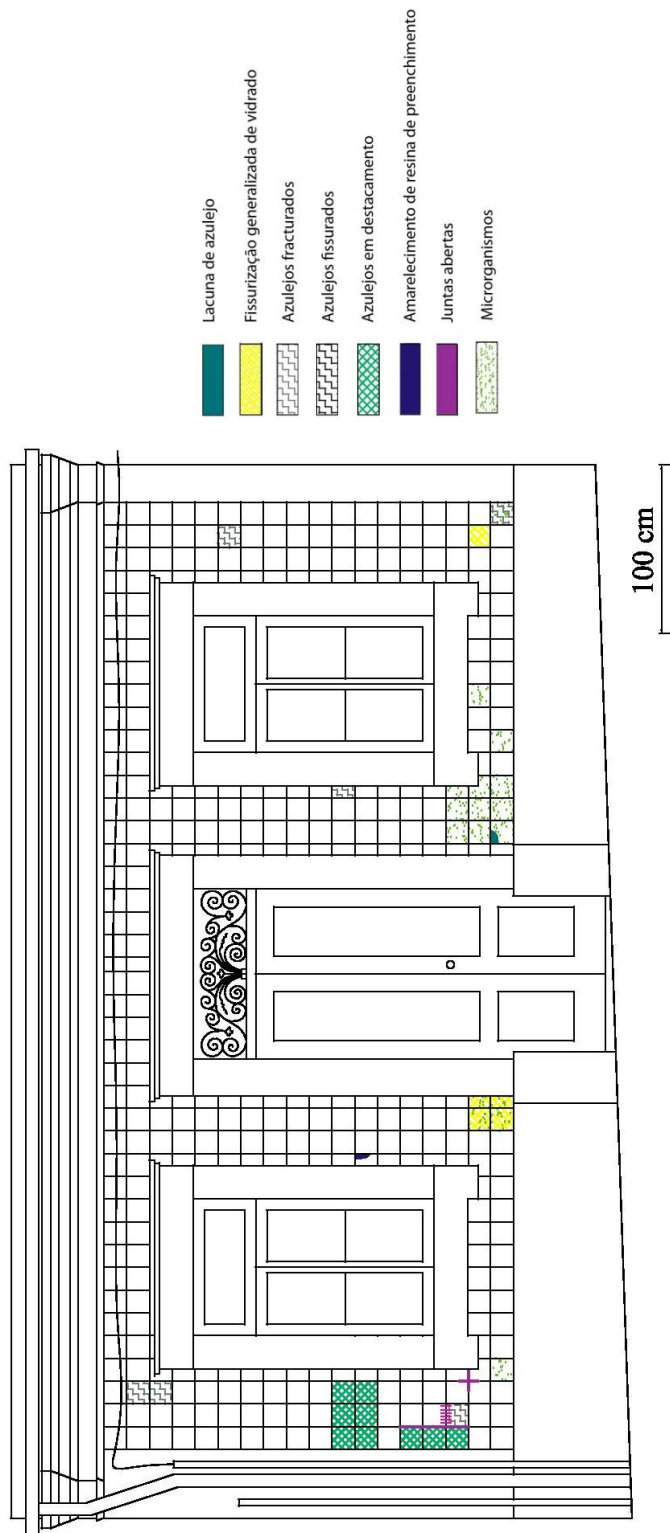 Lacuna de azulejo
Fissurização generalizada de vidrado
Azulejos fracturados
Azulejos fissurados
Azulejos em destacamento
Amarelecimento de resina de preenchimento
Juntas abertas
Microrganismos
100 cm